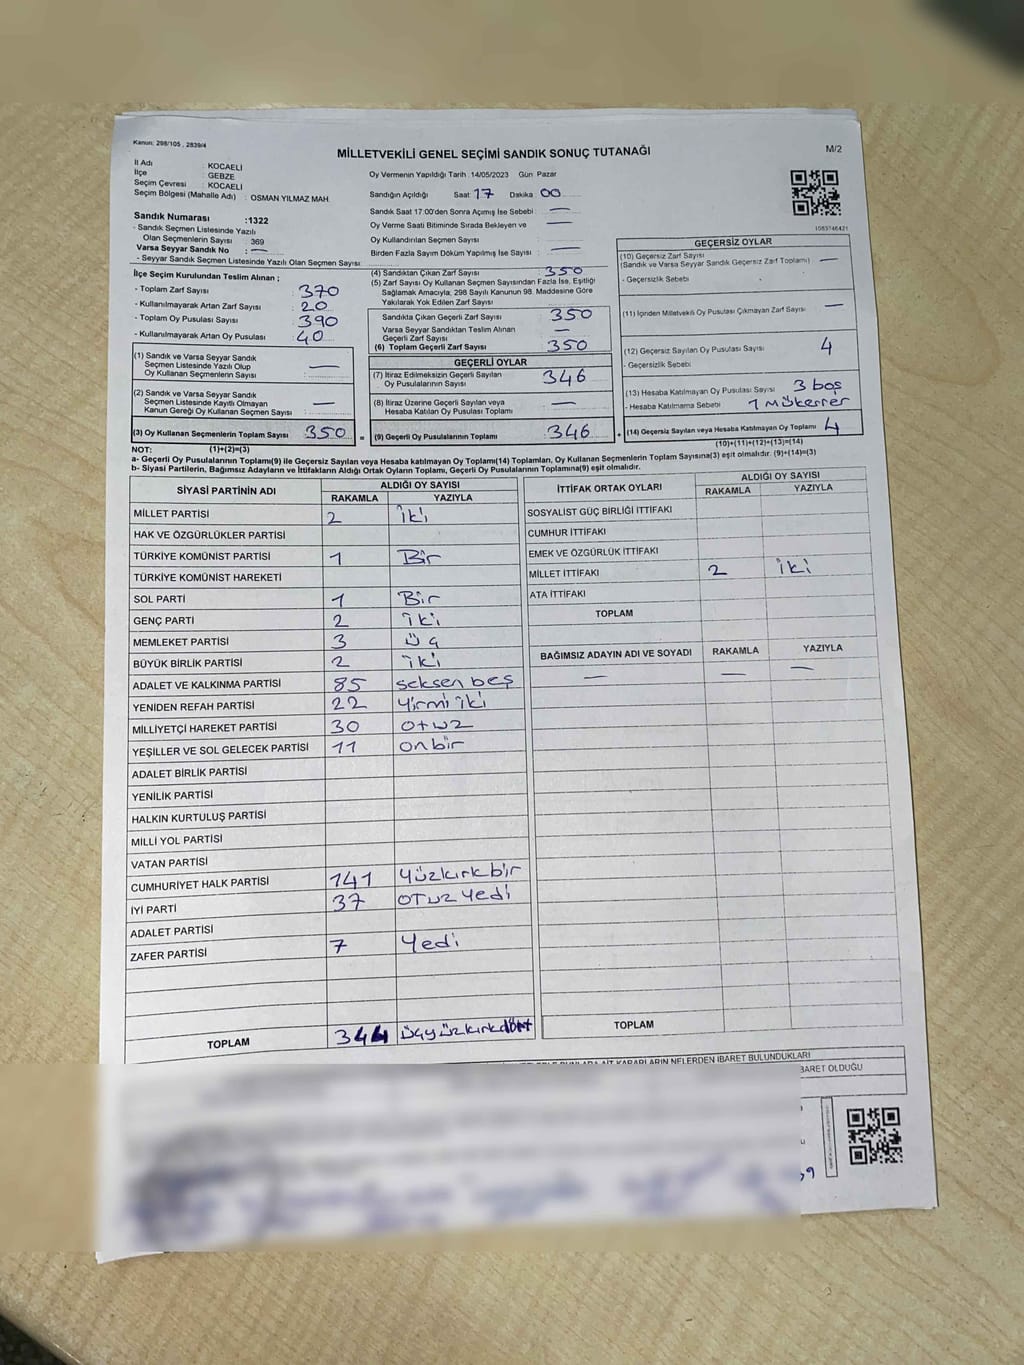 Kanun: 298/105 , 2839/4
MİLLETVEKİLİ GENEL SEÇİMİ SANDIK SONUÇ TUTANAĞI
M/2
İl Adı : KOCAELİ
İlçe : GEBZE
Seçim Çevresi : KOCAELİ
Seçim Bölgesi (Mahalle Adı) : OSMAN YILMAZ MAH.
Sandık Numarası :1322
- Sandık Seçmen Listesinde Yazılı
Olan Seçmenlerin Sayısı : 369
Varsa Seyyar Sandık No : —
- Seyyar Sandık Seçmen Listesinde Yazılı Olan Seçmen Sayısı:
Oy Vermenin Yapıldığı Tarih :14/05/2023 Gün Pazar
Sandığın Açıldığı Saat 17 Dakika 00
Sandık Saat 17:00'den Sonra Açımış İse Sebebi : —
Oy Verme Saati Bitiminde Sırada Bekleyen ve —
Oy Kullandırılan Seçmen Sayısı
Birden Fazla Sayım Döküm Yapılmış İse Sayısı : —
İlçe Seçim Kurulundan Teslim Alınan ;
- Toplam Zarf Sayısı : 370
- Kullanılmayarak Artan Zarf Sayısı : 20
- Toplam Oy Pusulası Sayısı : 390
- Kullanılmayarak Artan Oy Pusulası : 40
(1) Sandık ve Varsa Seyyar Sandık
Seçmen Listesinde Yazılı Olup
Oy Kullanan Seçmenlerin Sayısı : —
(2) Sandık ve Varsa Seyyar Sandık
Seçmen Listesinde Kayıtlı Olmayan
Kanun Gereği Oy Kullanan Seçmen Sayısı : —
(3) Oy Kullanan Seçmenlerin Toplam Sayısı : 350 =
(4) Sandıktan Çıkan Zarf Sayısı 350
(5) Zarf Sayısı Oy Kullanan Seçmen Sayısından Fazla İse, Eşitliği
Sağlamak Amacıyla, 298 Sayılı Kanunun 98. Maddesine Göre
Yakılarak Yok Edilen Zarf Sayısı
Sandıkta Çıkan Geçerli Zarf Sayısı 350
Varsa Seyyar Sandıktan Teslim Alınan
Geçerli Zarf Sayısı —
(6) Toplam Geçerli Zarf Sayısı 350
GEÇERLİ OYLAR
(7) İtiraz Edilmeksizin Geçerli Sayılan
Oy Pusulalarının Sayısı 346
(8) İtiraz Üzerine Geçerli Sayılan veya
Hesaba Katılan Oy Pusulası Toplamı —
(9) Geçerli Oy Pusulalarının Toplamı : 346 +
1083746421
GEÇERSİZ OYLAR
(10) Geçersiz Zarf Sayısı
(Sandık ve Varsa Seyyar Sandık Geçersiz Zarf Toplamı) —
- Geçersizlik Sebebi :
(11) İçinden Milletvekili Oy Pusulası Çıkmayan Zarf Sayısı —
(12) Geçersiz Sayılan Oy Pusulası Sayısı 4
- Geçersizlik Sebebi :
(13) Hesaba Katılmayan Oy Pusulası Sayısı 3 boş
- Hesaba Katılmama Sebebi : 1 Mükerrer
(14) Geçersiz Sayılan veya Hesaba Katılmayan Oy Toplamı 4
(10)+(11)+(12)+(13)=(14)
NOT: (1)+(2)=(3)
a- Geçerli Oy Pusulalarının Toplamı(9) ile Geçersiz Sayılan veya Hesaba katılmayan Oy Toplamı(14) Toplamları, Oy Kullanan Seçmenlerin Toplam Sayısına(3) eşit olmalıdır. (9)+(14)=(3)
b- Siyasi Partilerin, Bağımsız Adayların ve İttifakların Aldığı Ortak Oyların Toplamı, Geçerli Oy Pusulalarının Toplamına(9) eşit olmalıdır.
SİYASİ PARTİNİN ADI ALDIĞI OY SAYISI
RAKAMLA YAZIYLA
MİLLET PARTİSİ 2 iki
HAK VE ÖZGÜRLÜKLER PARTİSİ
TÜRKİYE KOMÜNİST PARTİSİ 1 Bir
TÜRKİYE KOMÜNİST HAREKETİ
SOL PARTİ 1 Bir
GENÇ PARTİ 2 iki
MEMLEKET PARTİSİ 3 üç
BÜYÜK BİRLİK PARTİSİ 2 iki
ADALET VE KALKINMA PARTİSİ 85 seksen beş
YENİDEN REFAH PARTİSİ 22 Yirmi iki
MİLLİYETÇİ HAREKET PARTİSİ 30 otuz
YEŞİLLER VE SOL GELECEK PARTİSİ 11 onbir
ADALET BİRLİK PARTİSİ
YENİLİK PARTİSİ
HALKIN KURTULUŞ PARTİSİ
MİLLİ YOL PARTİSİ
VATAN PARTİSİ
CUMHURİYET HALK PARTİSİ 141 Yüzkırkbir
İYİ PARTİ 37 OTUZ Yedi
ADALET PARTİSİ
ZAFER PARTİSİ 7 Yedi
TOPLAM 344 Üçyüzkırkdört
İTTİFAK ORTAK OYLARI ALDIĞI OY SAYISI
RAKAMLA YAZIYLA
SOSYALİST GÜÇ BİRLİĞİ İTTİFAKI
CUMHUR İTTİFAKI
EMEK VE ÖZGÜRLÜK İTTİFAKI
MİLLET İTTİFAKI 2 iki
ATA İTTİFAKI
TOPLAM
BAĞIMSIZ ADAYIN ADI VE SOYADI RAKAMLA YAZIYLA
— — —
TOPLAM
KARARLARIN NELERDEN İBARET BULUNDUKLARI
BARET OLDUĞU